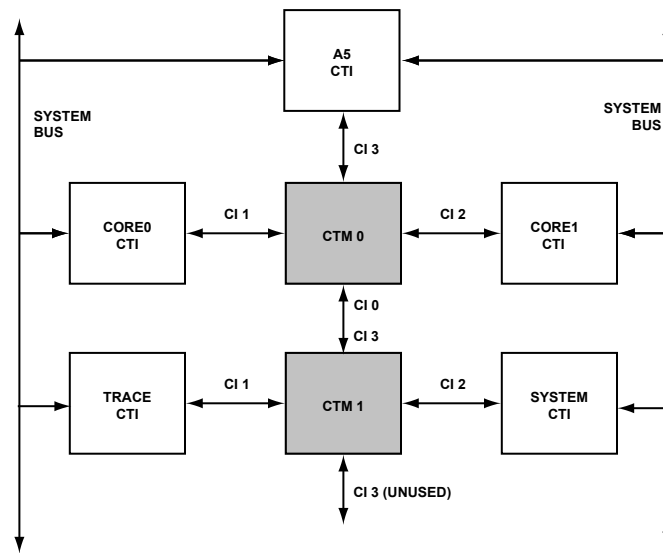 A5
CTI
SYSTEM
BUS
SYSTEM
BUS
CI 3
CORE0
CTI
CI 1
CTM 0
CI 2
CORE1
CTI
CI 0
CI 3
TRACE
CTI
CI 1
CTM 1
CI 2
SYSTEM
CTI
CI 3 (UNUSED)